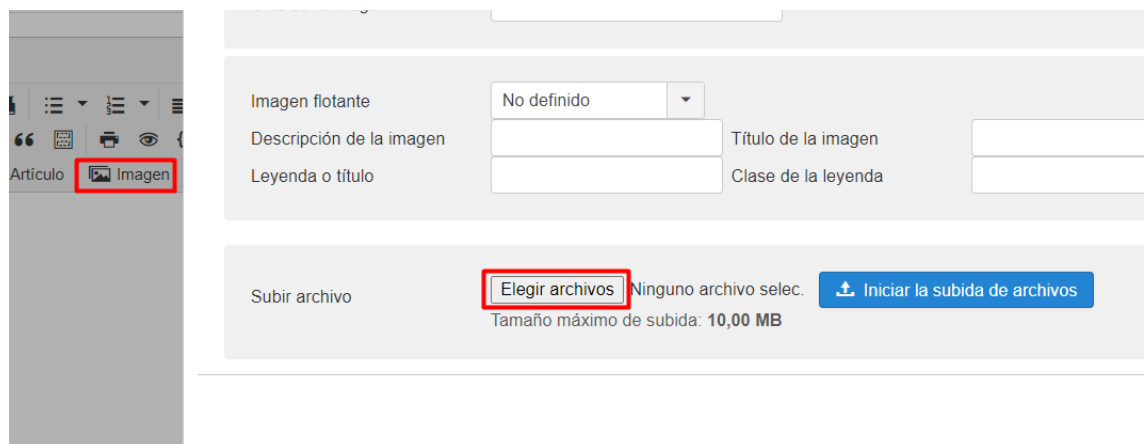 Imagen flotante
No definido
Descripción de la imagen
Título de la imagen
Artículo
Imagen
Leyenda o título
Clase de la leyenda
Subir archivo
Elegir archivos
Ninguno archivo selec.
Iniciar la subida de archivos
Tamaño máximo de subida: 10,00 MB